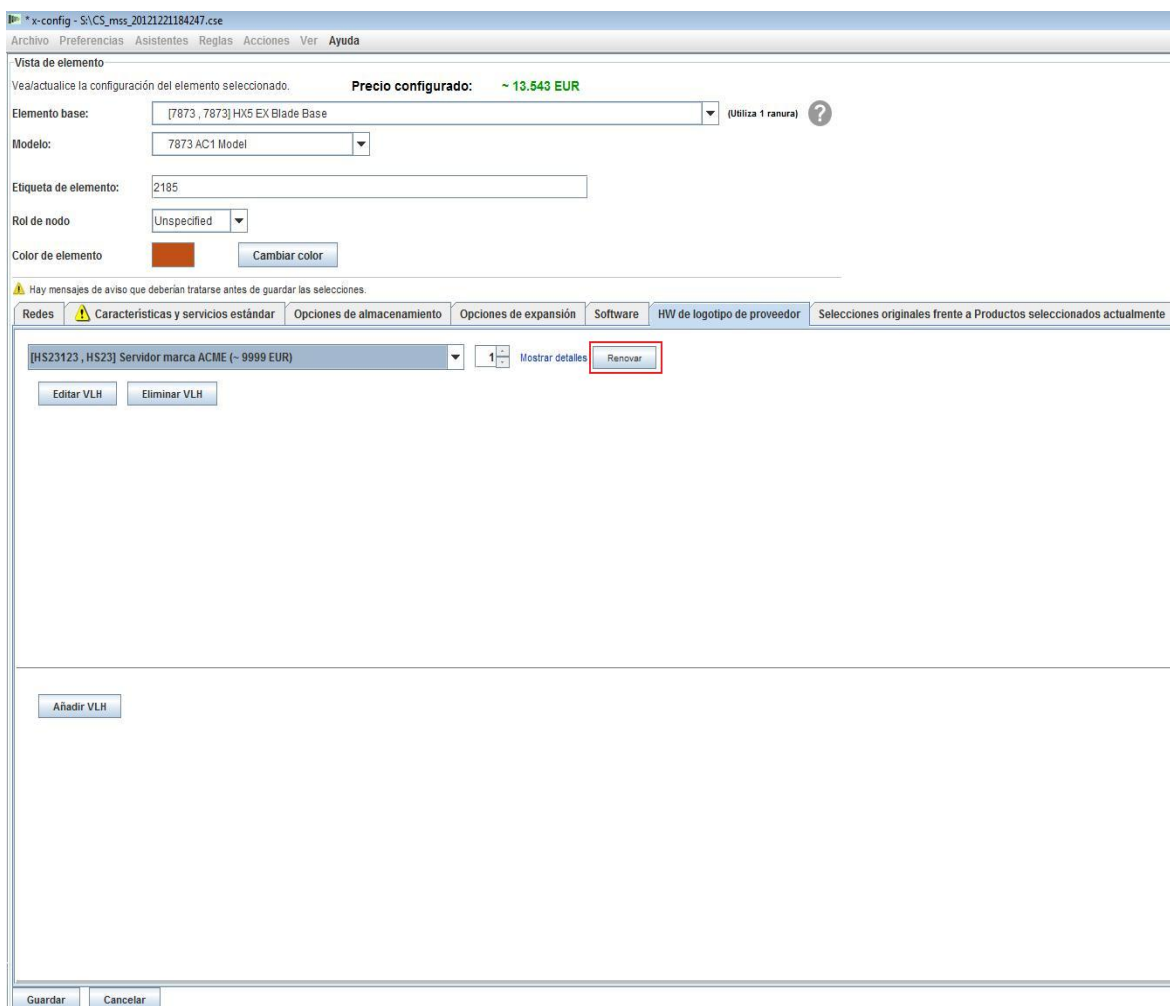 * x-config - S:\CS_mss_20121221184247.cse
Archivo Preferencias Asistentes Reglas Acciones Ver Ayuda
Vista de elemento
Vea/actualice la configuración del elemento seleccionado. Precio configurado: ~ 13.543 EUR
Elemento base: [7873 , 7873] HX5 EX Blade Base (Utiliza 1 ranura) ?
Modelo: 7873 AC1 Model
Etiqueta de elemento: 2185
Rol de nodo Unspecified
Color de elemento Cambiar color
Hay mensajes de aviso que deberían tratarse antes de guardar las selecciones.
Redes Características y servicios estándar Opciones de almacenamiento Opciones de expansión Software HW de logotipo de proveedor Selecciones originales frente a Productos seleccionados actualmente
[HS23123 , HS23] Servidor marca ACME (~ 9999 EUR) 1 Mostrar detalles Renovar
Editar VLH Eliminar VLH
Añadir VLH
Guardar Cancelar